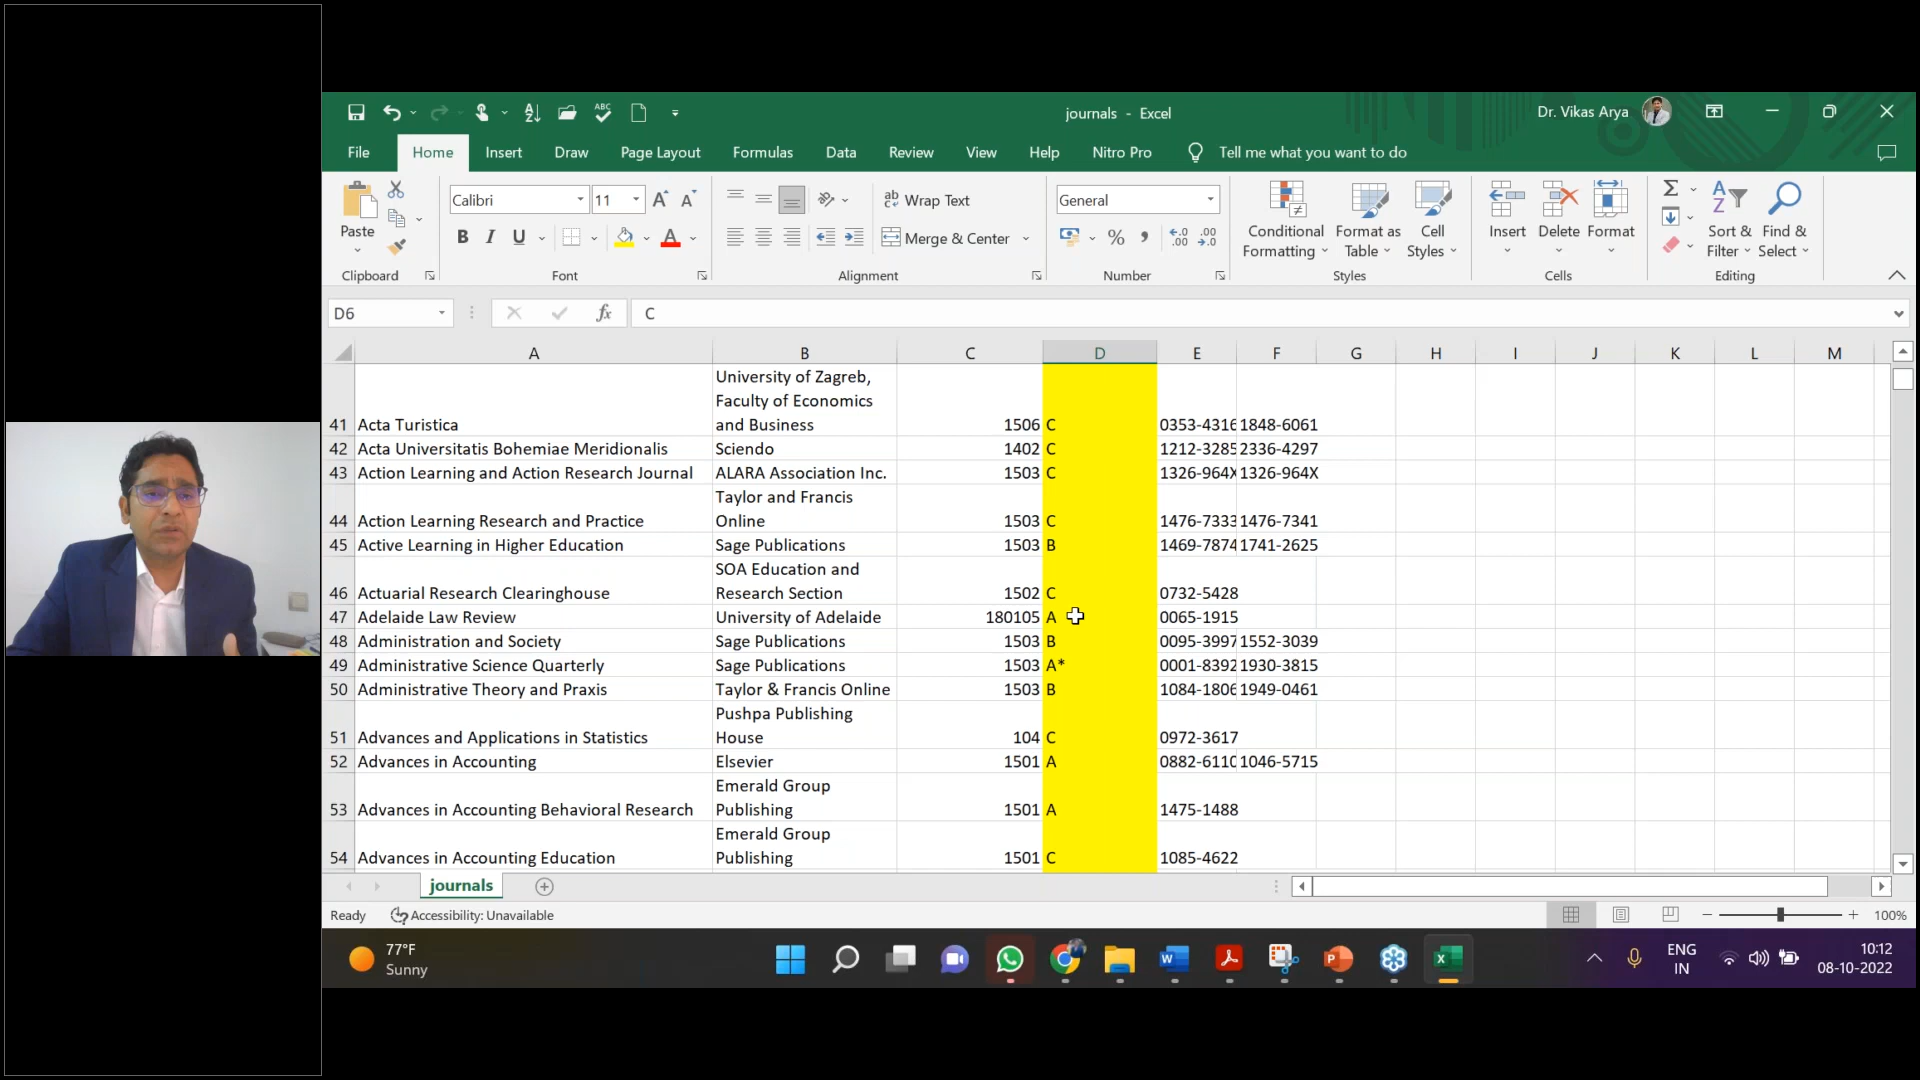 journals - Excel
Dr. Vikas Arya
File Home Insert Draw Page Layout Formulas Data Review View Help Nitro Pro Tell me what you want to do
Paste
Clipboard
Calibri 11
B I U
Font
Wrap Text
Merge & Center
Alignment
General
Number
Conditional Formatting
Format as Table
Cell Styles
Styles
Insert Delete Format
Cells
Sort & Filter
Find & Select
Editing
D6 fx C
A B C D E F G H I J K L M
41 Acta Turistica University of Zagreb, Faculty of Economics and Business 1506 C 0353-4316 1848-6061
42 Acta Universitatis Bohemiae Meridionalis Sciendo 1402 C 1212-3285 2336-4297
43 Action Learning and Action Research Journal ALARA Association Inc. 1503 C 1326-964X 1326-964X
44 Action Learning Research and Practice Taylor and Francis Online 1503 C 1476-7333 1476-7341
45 Active Learning in Higher Education Sage Publications 1503 B 1469-7874 1741-2625
46 Actuarial Research Clearinghouse SOA Education and Research Section 1502 C 0732-5428
47 Adelaide Law Review University of Adelaide 180105 A 0065-1915
48 Administration and Society Sage Publications 1503 B 0095-3997 1552-3039
49 Administrative Science Quarterly Sage Publications 1503 A* 0001-8392 1930-3815
50 Administrative Theory and Praxis Taylor & Francis Online 1503 B 1084-1806 1949-0461
51 Advances and Applications in Statistics Pushpa Publishing House 104 C 0972-3617
52 Advances in Accounting Elsevier 1501 A 0882-6110 1046-5715
53 Advances in Accounting Behavioral Research Emerald Group Publishing 1501 A 1475-1488
54 Advances in Accounting Education Emerald Group Publishing 1501 C 1085-4622
journals
Ready Accessibility: Unavailable 100%
77°F
Sunny
ENG
IN
10:12
08-10-2022